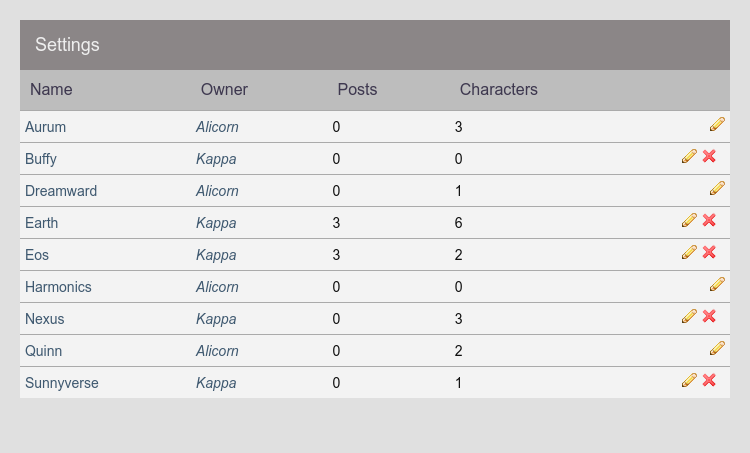 Settings
Name Owner Posts Characters
Aurum Alicorn 0 3
Buffy Kappa 0 0
Dreamward Alicorn 0 1
Earth Kappa 3 6
Eos Kappa 3 2
Harmonics Alicorn 0 0
Nexus Kappa 0 3
Quinn Alicorn 0 2
Sunnyverse Kappa 0 1